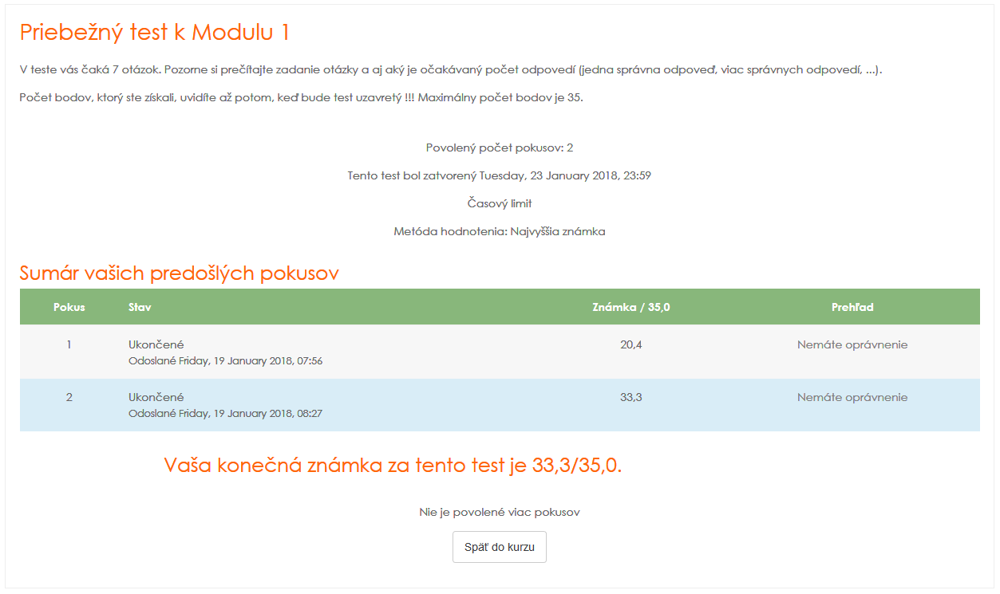 Priebežný test k Modulu 1
V teste vás čaká 7 otázok. Pozorne si prečítajte zadanie otázky a aj aký je očakávaný počet odpovedí (jedna správna odpoveď, viac správnych odpovedí, ...).
Počet bodov, ktorý ste získali, uvidíte až potom, keď bude test uzavretý !!! Maximálny počet bodov je 35.
Povolený počet pokusov: 2
Tento test bol zatvorený Tuesday, 23 January 2018, 23:59
Časový limit
Metóda hodnotenia: Najvyššia známka
Sumár vašich predošlých pokusov
Pokus Stav Známka / 35,0 Prehľad
1 Ukončené 20,4 Nemáte oprávnenie
Odoslané Friday, 19 January 2018, 07:56
2 Ukončené 33,3 Nemáte oprávnenie
Odoslané Friday, 19 January 2018, 08:27
Vaša konečná známka za tento test je 33,3/35,0.
Nie je povolené viac pokusov
Späť do kurzu